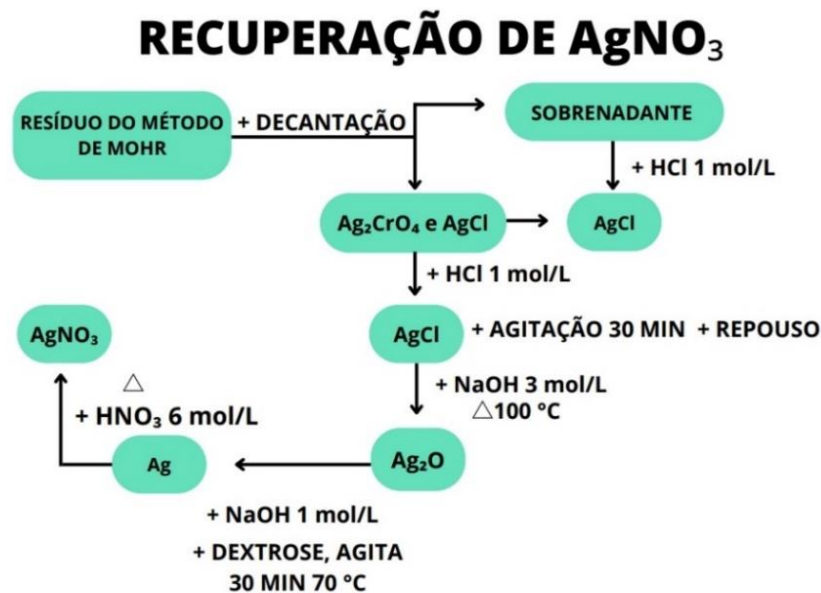 RECUPERAÇÃO DE AgNO₃
RESÍDUO DO MÉTODO
DE MOHR
+ DECANTAÇÃO
SOBRENADANTE
+ HCl 1 mol/L
Ag₂CrO₄ e AgCl
AgCl
+ HCl 1 mol/L
AgCl
+ AGITAÇÃO 30 MIN + REPOUSO
+ NaOH 3 mol/L
△100 °C
Ag₂O
+ NaOH 1 mol/L
+ DEXTROSE, AGITA
30 MIN 70 °C
Ag
△
+ HNO₃ 6 mol/L
AgNO₃